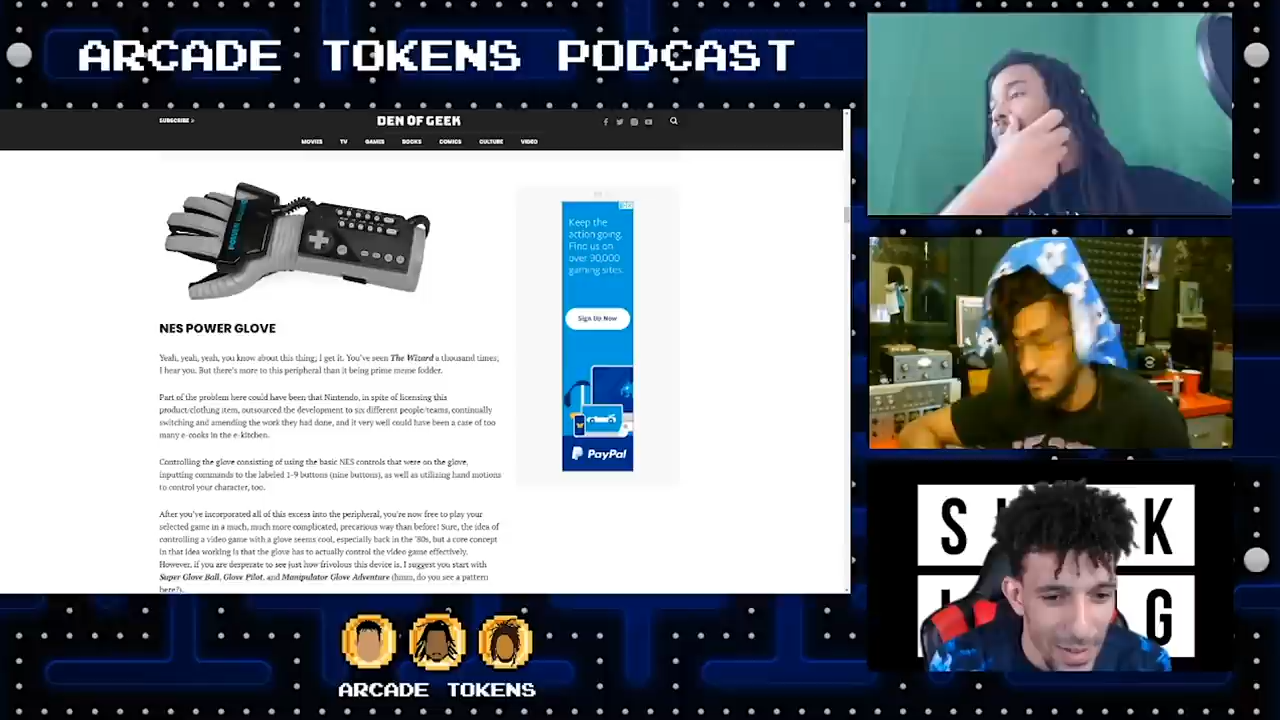 ARCADE TOKENS PODCAST
SUBSCRIBE >
DEN OF GEEK
MOVIES TV GAMES BOOKS COMICS CULTURE VIDEO
POWER GLOVE
NES POWER GLOVE
Yeah, yeah, yeah, you know about this thing; I get it. You've seen The Wizard a thousand times;
I hear you. But there's more to this peripheral than it being prime meme fodder.
Part of the problem here could have been that Nintendo, in spite of licensing this
product/clothing item, outsourced the development to six different people/teams, continually
switching and amending the work they had done, and it very well could have been a case of too
many e-cooks in the e-kitchen.
Controlling the glove consisting of using the basic NES controls that were on the glove,
inputting commands to the labeled 1-9 buttons (nine buttons), as well as utilizing hand motions
to control your character, too.
After you've incorporated all of this excess into the peripheral, you're now free to play your
selected game in a much, much more complicated, precarious way than before! Sure, the idea of
controlling a video game with a glove seems cool, especially back in the '80s, but a core concept
in that idea working is that the glove has to actually control the video game effectively.
However, if you are desperate to see just how frivolous this device is, I suggest you start with
Super Glove Ball, Glove Pilot, and Manipulator Glove Adventure (hmm, do you see a pattern
here?).
Keep the
action going.
Find us on
over 90,000
gaming sites.
Sign Up Now
PayPal
S K
G
ARCADE TOKENS